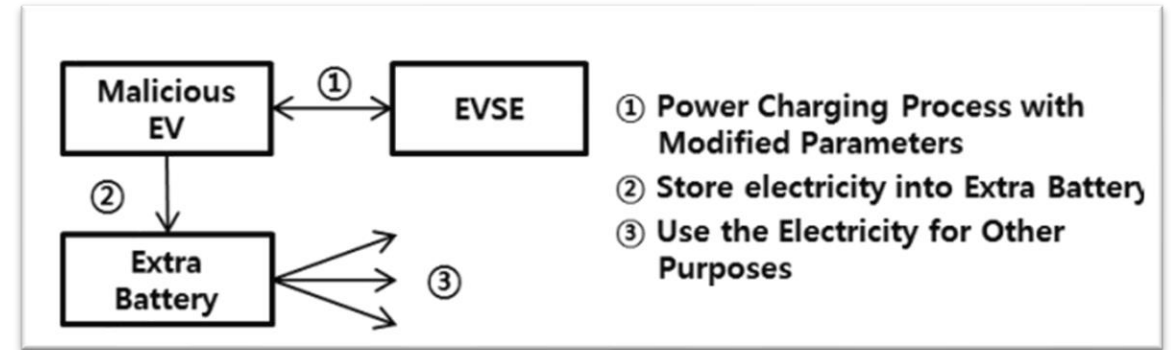 Malicious
EV
①
EVSE
②
Extra
Battery
③
① Power Charging Process with
Modified Parameters
② Store electricity into Extra Battery
③ Use the Electricity for Other
Purposes